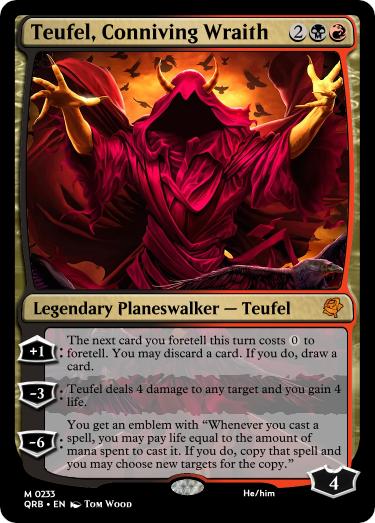 Teufel, Conniving Wraith 2
Legendary Planeswalker — Teufel
+1: The next card you foretell this turn costs 0 to
foretell. You may discard a card. If you do, draw a
card.
-3: Teufel deals 4 damage to any target and you gain 4
life.
-6: You get an emblem with “Whenever you cast a
spell, you may pay life equal to the amount of
mana spent to cast it. If you do, copy that spell and
you may choose new targets for the copy.”
4
M 0233
QRB • EN Tom Wood
He/him